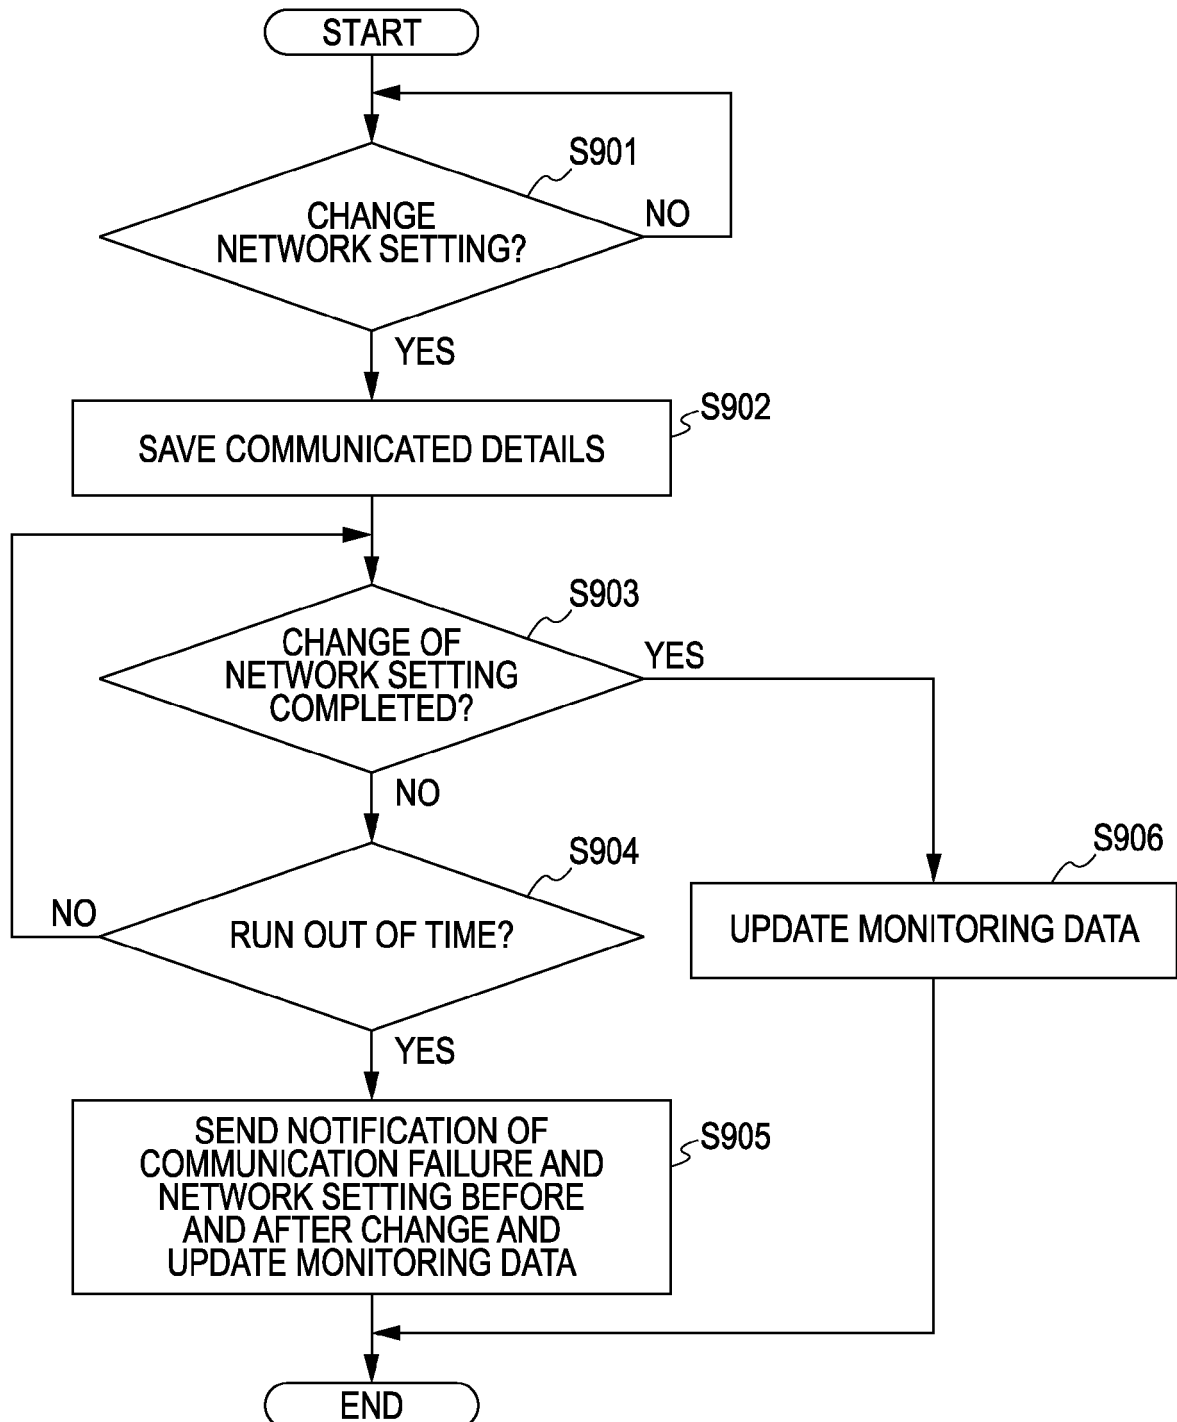 START
S901
CHANGE
NETWORK SETTING?
NO
YES
S902
SAVE COMMUNICATED DETAILS
S903
CHANGE OF
NETWORK SETTING
COMPLETED?
YES
NO
S904
RUN OUT OF TIME?
NO
S906
UPDATE MONITORING DATA
YES
S905
SEND NOTIFICATION OF
COMMUNICATION FAILURE AND
NETWORK SETTING BEFORE
AND AFTER CHANGE AND
UPDATE MONITORING DATA
END